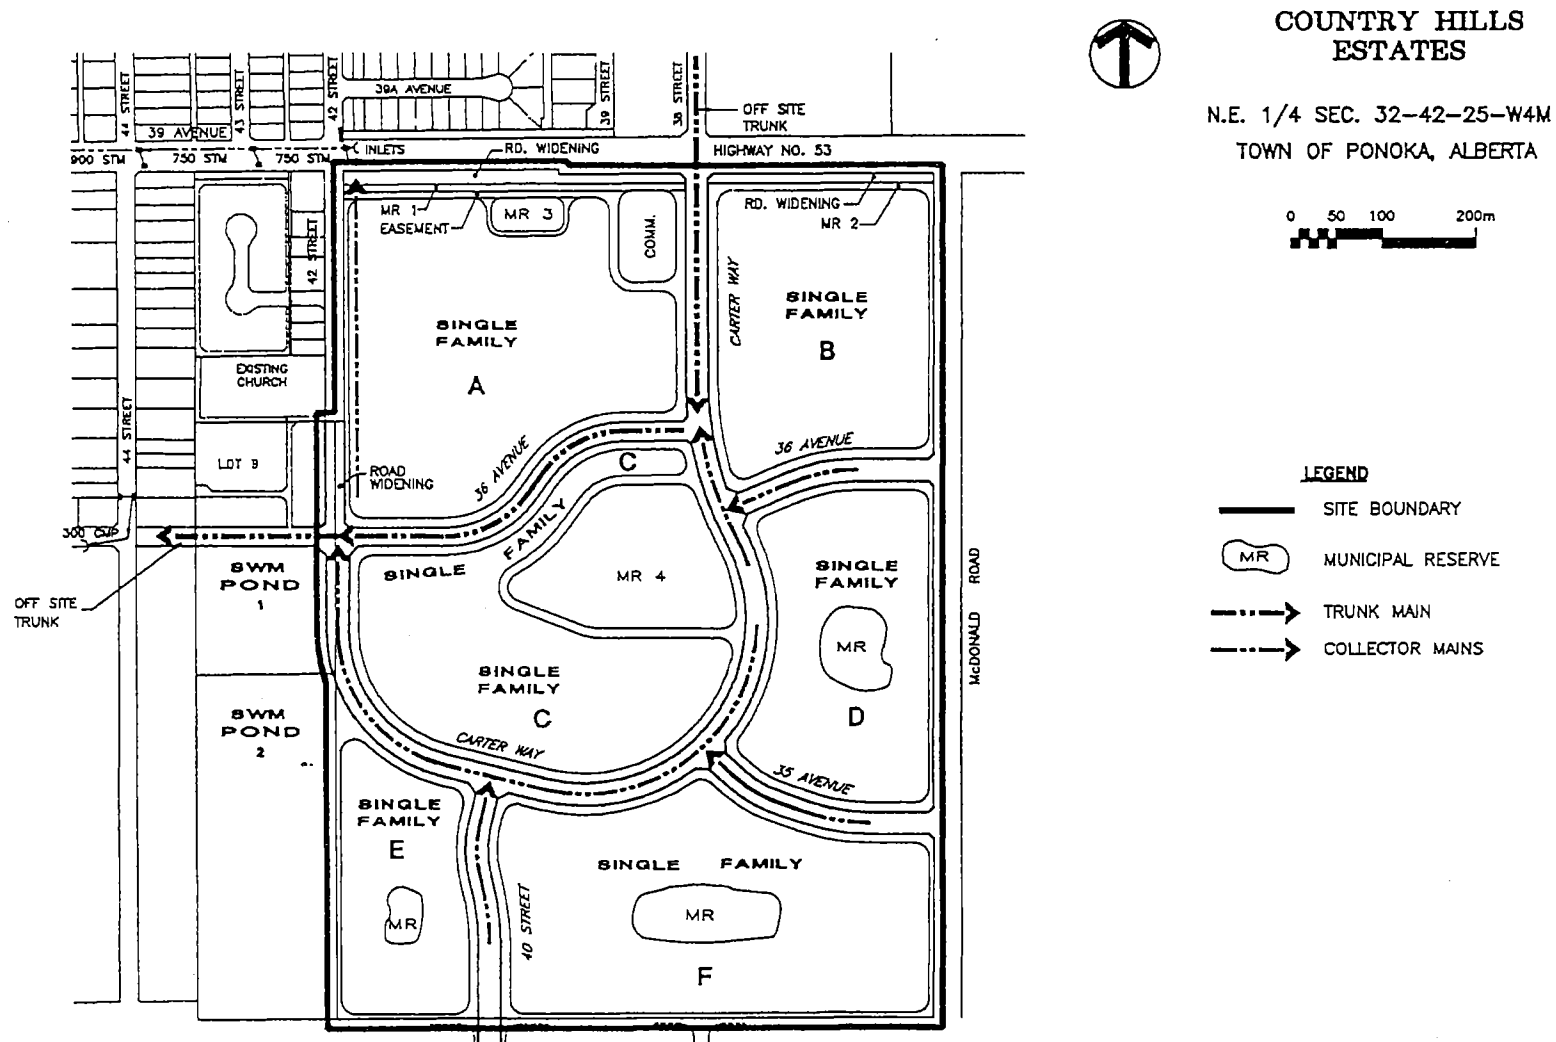 COUNTRY HILLS
ESTATES
N.E. 1/4 SEC. 32-42-25-W4M
TOWN OF PONOKA, ALBERTA
0 50 100 200m
44 STREET
43 STREET
42 STREET
39A AVENUE
39 STREET
38 STREET
OFF SITE
TRUNK
39 AVENUE
INLETS
RD. WIDENING
HIGHWAY NO. 53
900 STM
750 STM
750 STM
MR 1
EASEMENT
MR 3
COMM.
RD. WIDENING
MR 2
42 STREET
CARTER WAY
SINGLE
FAMILY
A
SINGLE
FAMILY
B
EXISTING
CHURCH
44 STREET
LOT 9
ROAD
WIDENING
36 AVENUE
C
36 AVENUE
300 CMP
SINGLE FAMILY
MR 4
SWM
POND
1
OFF SITE
TRUNK
SINGLE
FAMILY
MR
D
McDONALD ROAD
SINGLE
FAMILY
C
SWM
POND
2
CARTER WAY
35 AVENUE
SINGLE
FAMILY
E
MR
40 STREET
SINGLE FAMILY
MR
F
LEGEND
SITE BOUNDARY
MR MUNICIPAL RESERVE
TRUNK MAIN
COLLECTOR MAINS